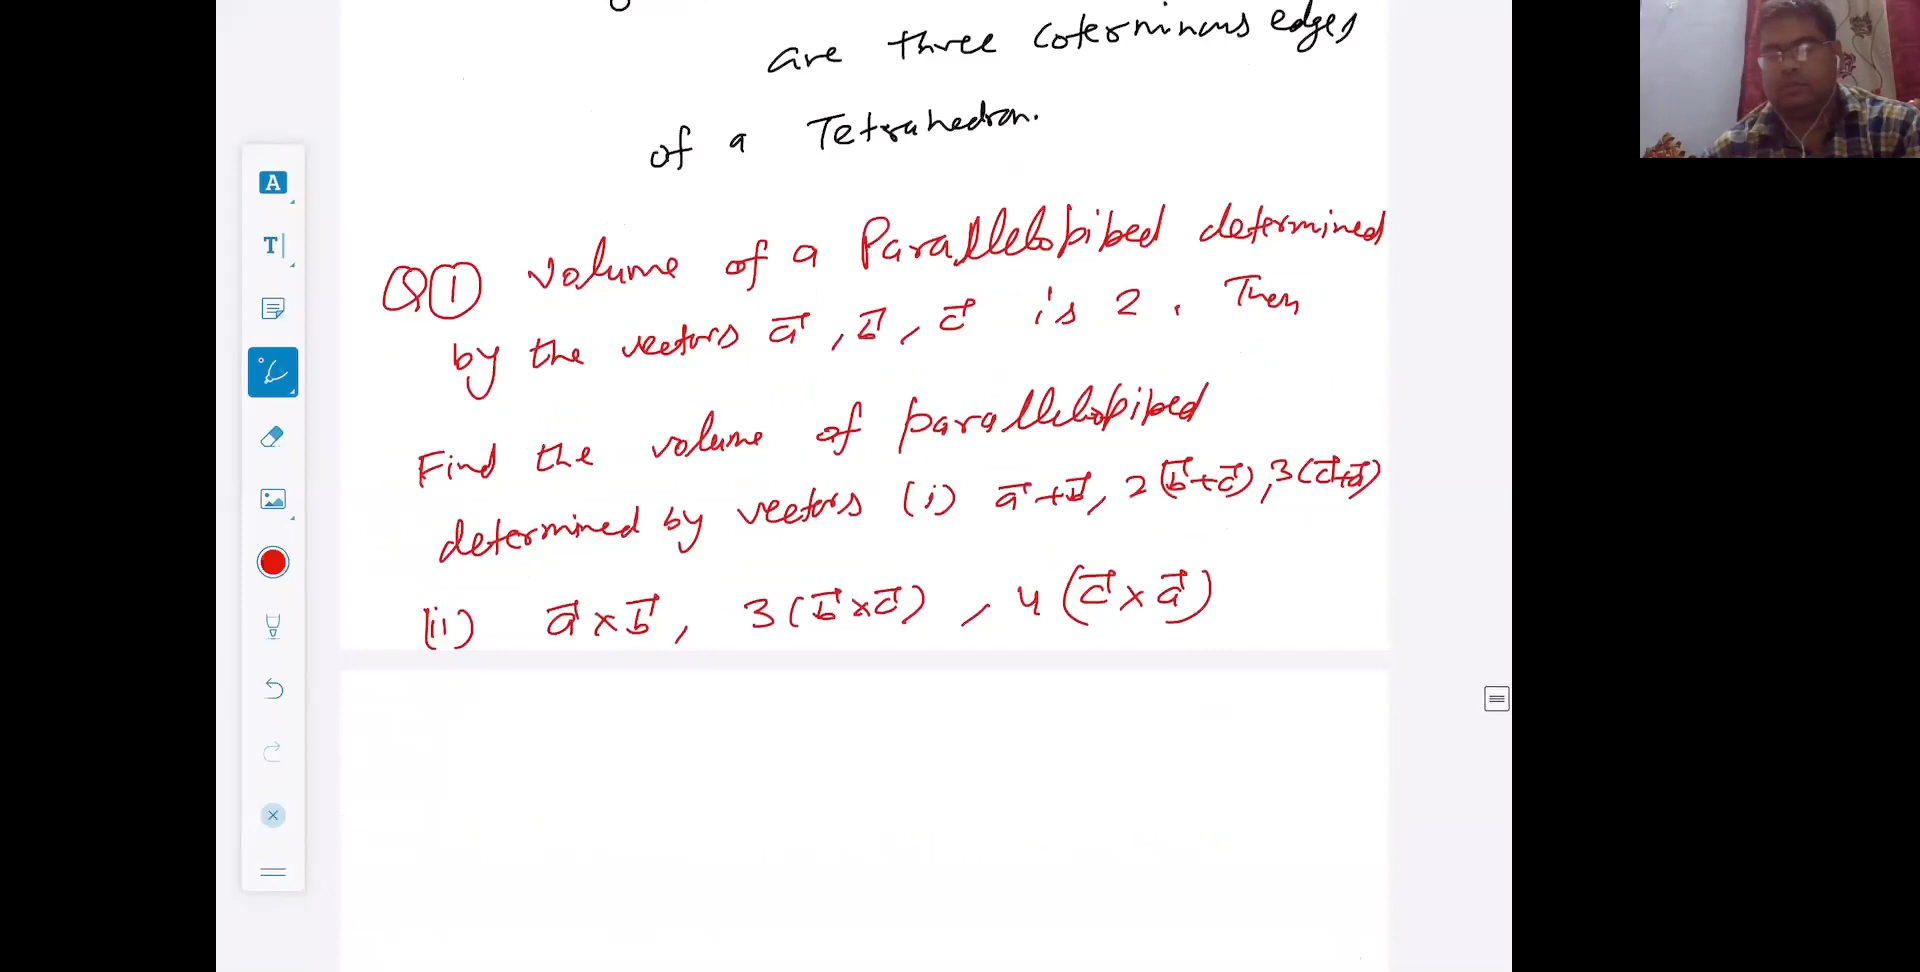 are three coterminous edges
of a Tetrahedron.
Q① Volume of a Parallelopiped determined
by the vectors a⃗, b⃗, c⃗ is 2. Then
Find the volume of parallelopiped
determined by vectors (i) a⃗+b⃗, 2(b⃗+c⃗), 3(c⃗+a⃗)
(ii) a⃗×b⃗, 3(b⃗×c⃗), 4(c⃗×a⃗)
A
T